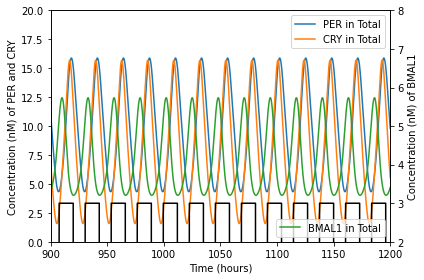 PER in Total
CRY in Total
BMAL1 in Total
Concentration (nM) of PER and CRY
20.0
17.5
15.0
12.5
10.0
7.5
5.0
2.5
0.0
Concentration (nM) of BMAL1
8
7
6
5
4
3
2
900 950 1000 1050 1100 1150 1200
Time (hours)